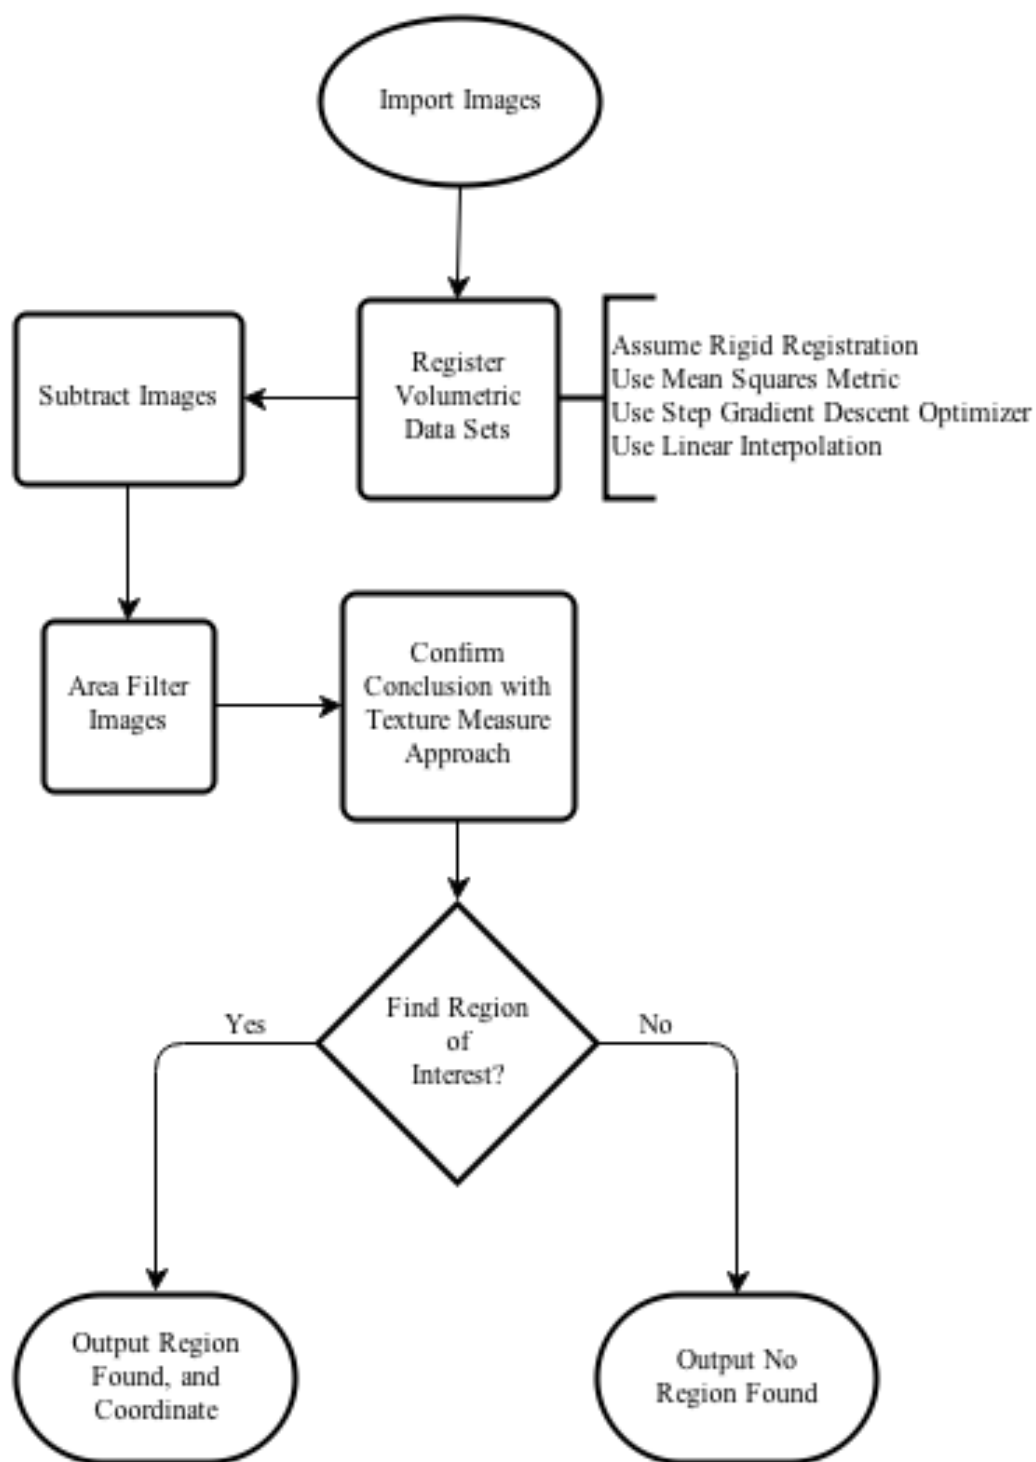 Import Images
Register
Volumetric
Data Sets
Assume Rigid Registration
Use Mean Squares Metric
Use Step Gradient Descent Optimizer
Use Linear Interpolation
Subtract Images
Area Filter
Images
Confirm
Conclusion with
Texture Measure
Approach
Find Region
of
Interest?
Yes
No
Output Region
Found, and
Coordinate
Output No
Region Found